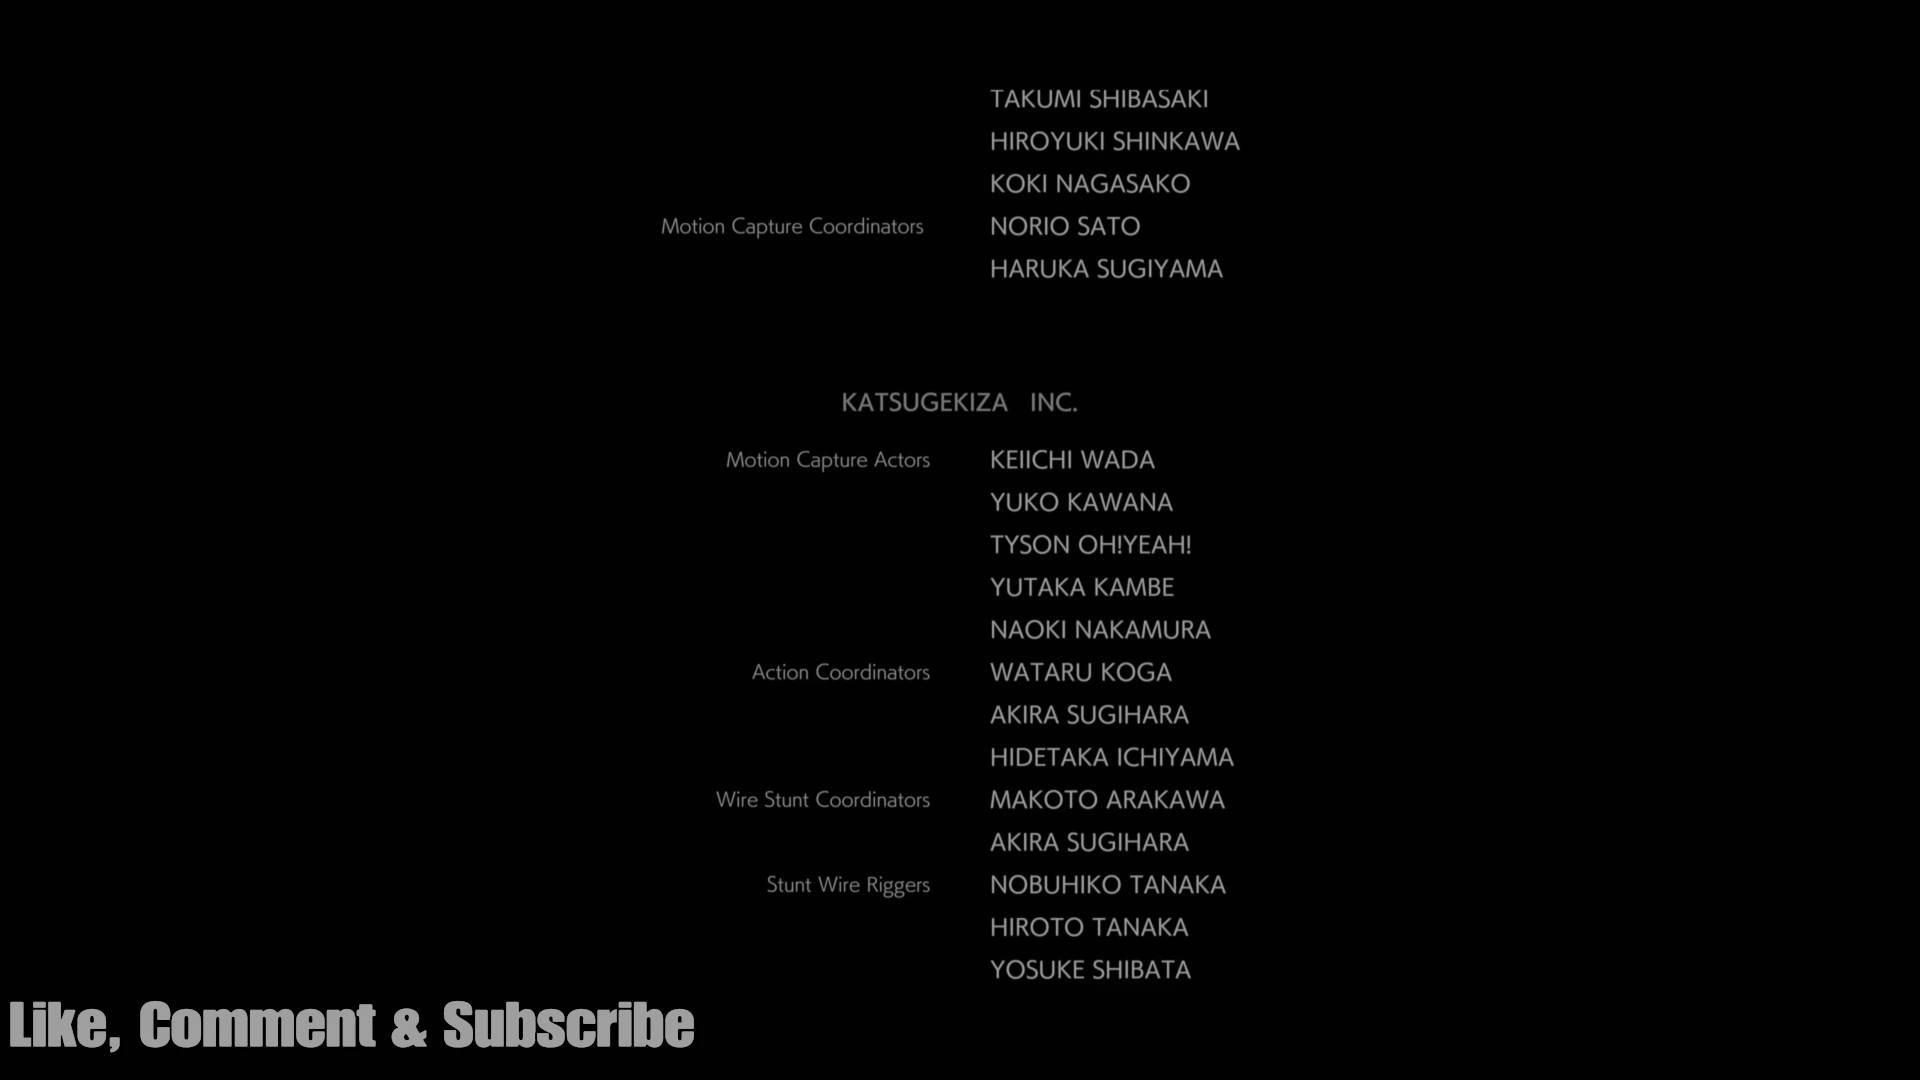 TAKUMI SHIBASAKI
HIROYUKI SHINKAWA
KOKI NAGASAKO
Motion Capture Coordinators NORIO SATO
HARUKA SUGIYAMA
KATSUGEKIZA INC.
Motion Capture Actors KEIICHI WADA
YUKO KAWANA
TYSON OH!YEAH!
YUTAKA KAMBE
NAOKI NAKAMURA
Action Coordinators WATARU KOGA
AKIRA SUGIHARA
HIDETAKA ICHIYAMA
Wire Stunt Coordinators MAKOTO ARAKAWA
AKIRA SUGIHARA
Stunt Wire Riggers NOBUHIKO TANAKA
HIROTO TANAKA
YOSUKE SHIBATA
Like, Comment & Subscribe